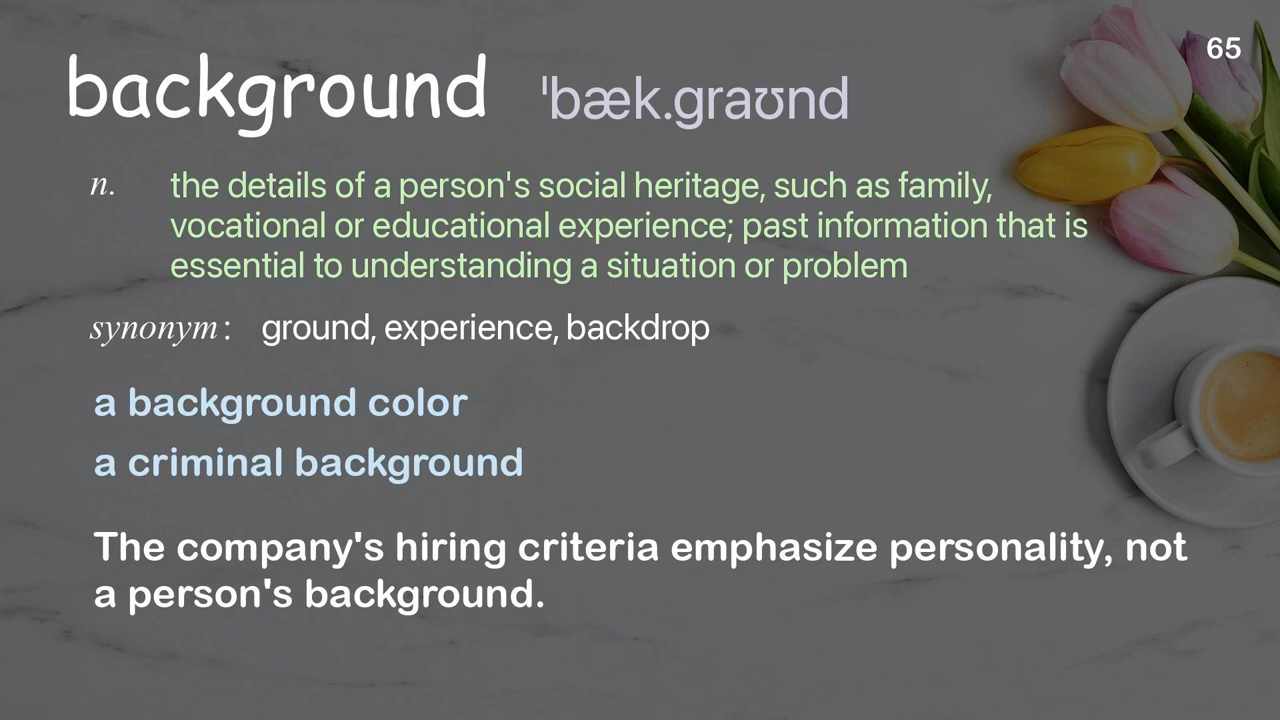 65
background ˈbæk.graʊnd
n. the details of a person's social heritage, such as family,
vocational or educational experience; past information that is
essential to understanding a situation or problem
synonym: ground, experience, backdrop
a background color
a criminal background
The company's hiring criteria emphasize personality, not
a person's background.